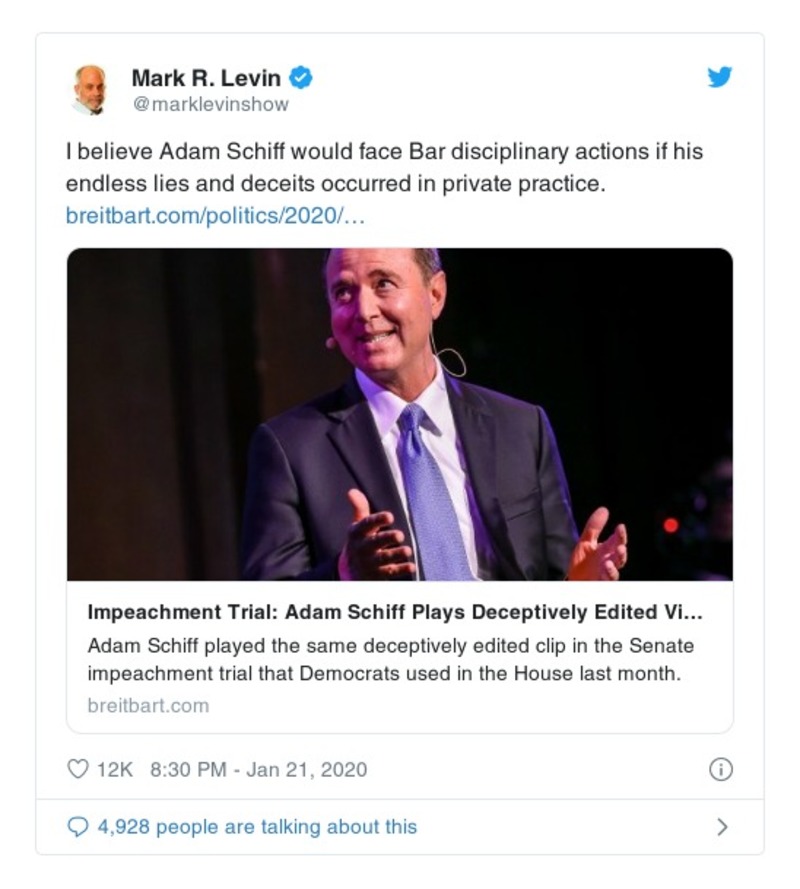 Mark R. Levin
@marklevinshow
I believe Adam Schiff would face Bar disciplinary actions if his
endless lies and deceits occurred in private practice.
breitbart.com/politics/2020/…
Impeachment Trial: Adam Schiff Plays Deceptively Edited Vi...
Adam Schiff played the same deceptively edited clip in the Senate
impeachment trial that Democrats used in the House last month.
breitbart.com
12K 8:30 PM - Jan 21, 2020
4,928 people are talking about this